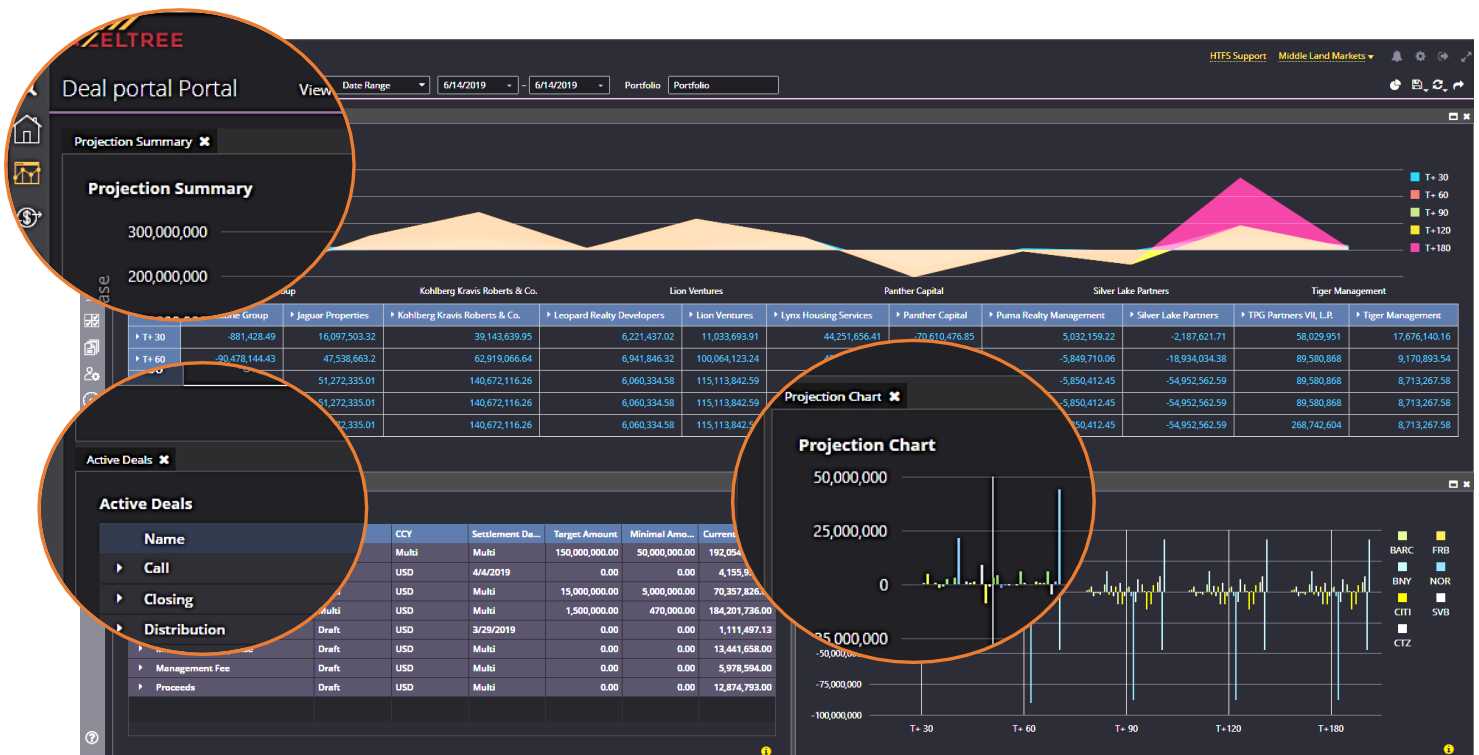 ZELTREE
HTFS Support Middle Land Markets
Deal portal Portal
View Date Range 6/14/2019 - 6/14/2019 Portfolio Portfolio
Projection Summary
Projection Summary
300,000,000
200,000,000
T+ 30
T+ 60
T+ 90
T+120
T+180
Kohlberg Kravis Roberts & Co. Lion Ventures Panther Capital Silver Lake Partners Tiger Management
Group Jaguar Properties Kohlberg Kravis Roberts & Co. Leopard Realty Developers Lion Ventures Lynx Housing Services Panther Capital Puma Realty Management Silver Lake Partners TPG Partners VII, L.P. Tiger Management
T+ 30 -881,428.49 16,097,503.32 39,143,639.95 6,221,437.02 11,033,693.91 44,251,656.41 -70,610,476.85 5,032,159.22 -2,187,621.71 58,029,951 17,676,140.16
T+ 60 -90,478,144.43 47,538,663.2 62,919,066.64 6,941,846.32 100,064,123.24 -5,849,710.06 -18,934,034.38 89,580,868 9,170,893.54
51,272,335.01 140,672,116.26 6,060,334.58 115,113,842.59 -5,850,412.45 -54,952,562.59 89,580,868 8,713,267.58
51,272,335.01 140,672,116.26 6,060,334.58 115,113,842.59 -5,850,412.45 -54,952,562.59 89,580,868 8,713,267.58
140,672,116.26 6,060,334.58 -54,952,562.59 268,742,604 8,713,267.58
Active Deals
Active Deals
Name CCY Settlement Da... Target Amount Minimal Amo... Current
Multi Multi 150,000,000.00 50,000,000.00
Call USD 4/4/2019 0.00 0.00
Closing USD Multi 15,000,000.00 5,000,000.00 70,357,826.
Multi USD Multi 1,500,000.00 470,000.00 184,201,736.00
Distribution Draft USD 3/29/2019 0.00 0.00 1,111,497.13
Draft USD Multi 0.00 0.00 13,441,658.00
Management Fee Draft USD Multi 0.00 0.00 5,978,594.00
Proceeds Draft USD Multi 0.00 0.00 12,874,793.00
Projection Chart
Projection Chart
50,000,000
25,000,000
0
-25,000,000
-50,000,000
-75,000,000
-100,000,000
T+ 30 T+ 60 T+ 90 T+120 T+180
BARC FRB
BNY NOR
CITI SVB
CTZ